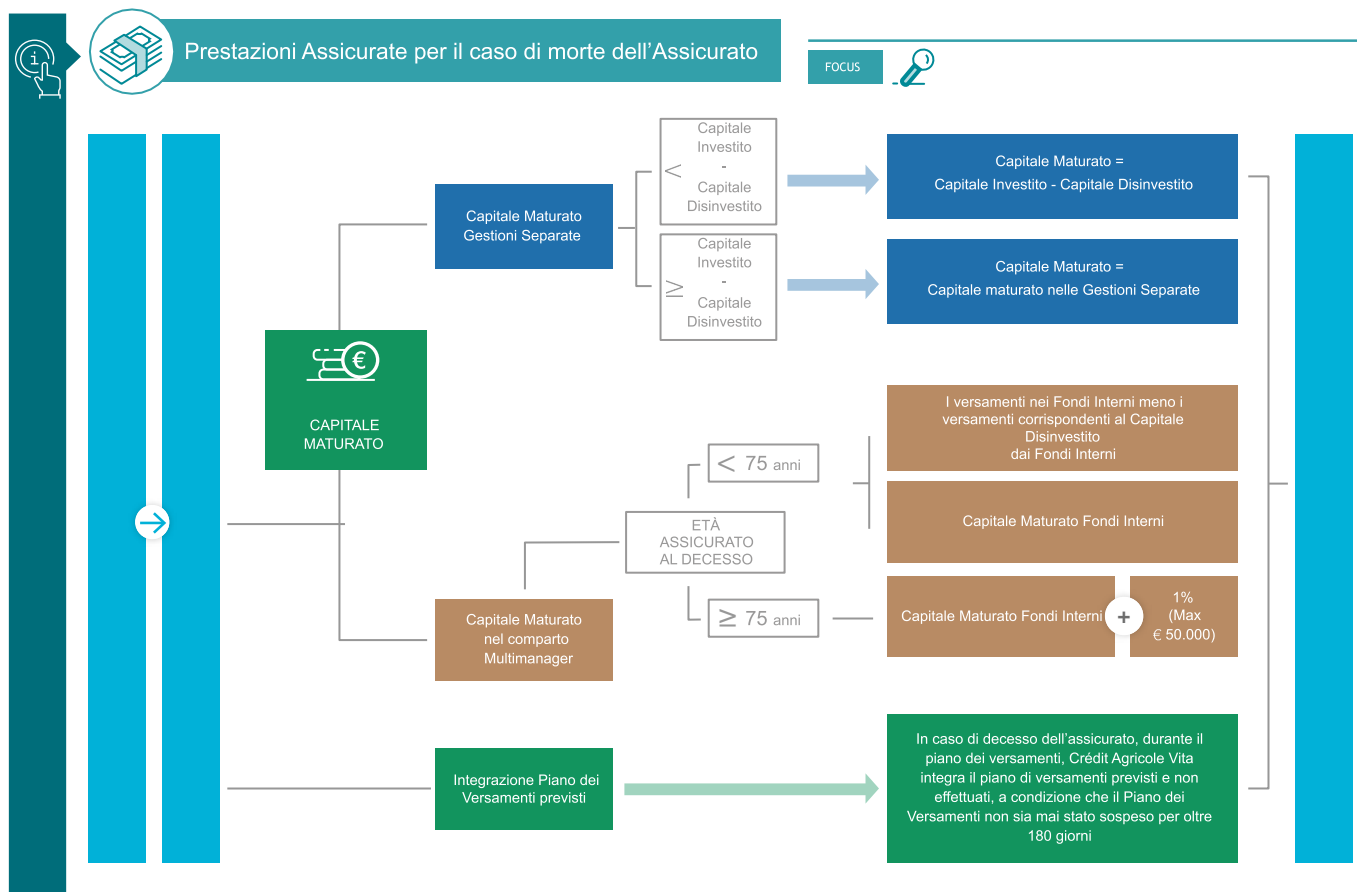 Prestazioni Assicurate per il caso di morte dell'Assicurato
FOCUS
Capitale
Investito
-
Capitale
Disinvestito
<
Capitale Maturato =
Capitale Investito - Capitale Disinvestito
Capitale Maturato
Gestioni Separate
Capitale
Investito
-
Capitale
Disinvestito
≥
Capitale Maturato =
Capitale maturato nelle Gestioni Separate
€
CAPITALE
MATURATO
I versamenti nei Fondi Interni meno i
versamenti corrispondenti al Capitale
Disinvestito
dai Fondi Interni
< 75 anni
Capitale Maturato Fondi Interni
ETÀ
ASSICURATO
AL DECESSO
≥ 75 anni
Capitale Maturato Fondi Interni
+
1%
(Max
€ 50.000)
Capitale Maturato
nel comparto
Multimanager
Integrazione Piano dei
Versamenti previsti
In caso di decesso dell'assicurato, durante il
piano dei versamenti, Crédit Agricole Vita
integra il piano di versamenti previsti e non
effettuati, a condizione che il Piano dei
Versamenti non sia mai stato sospeso per oltre
180 giorni